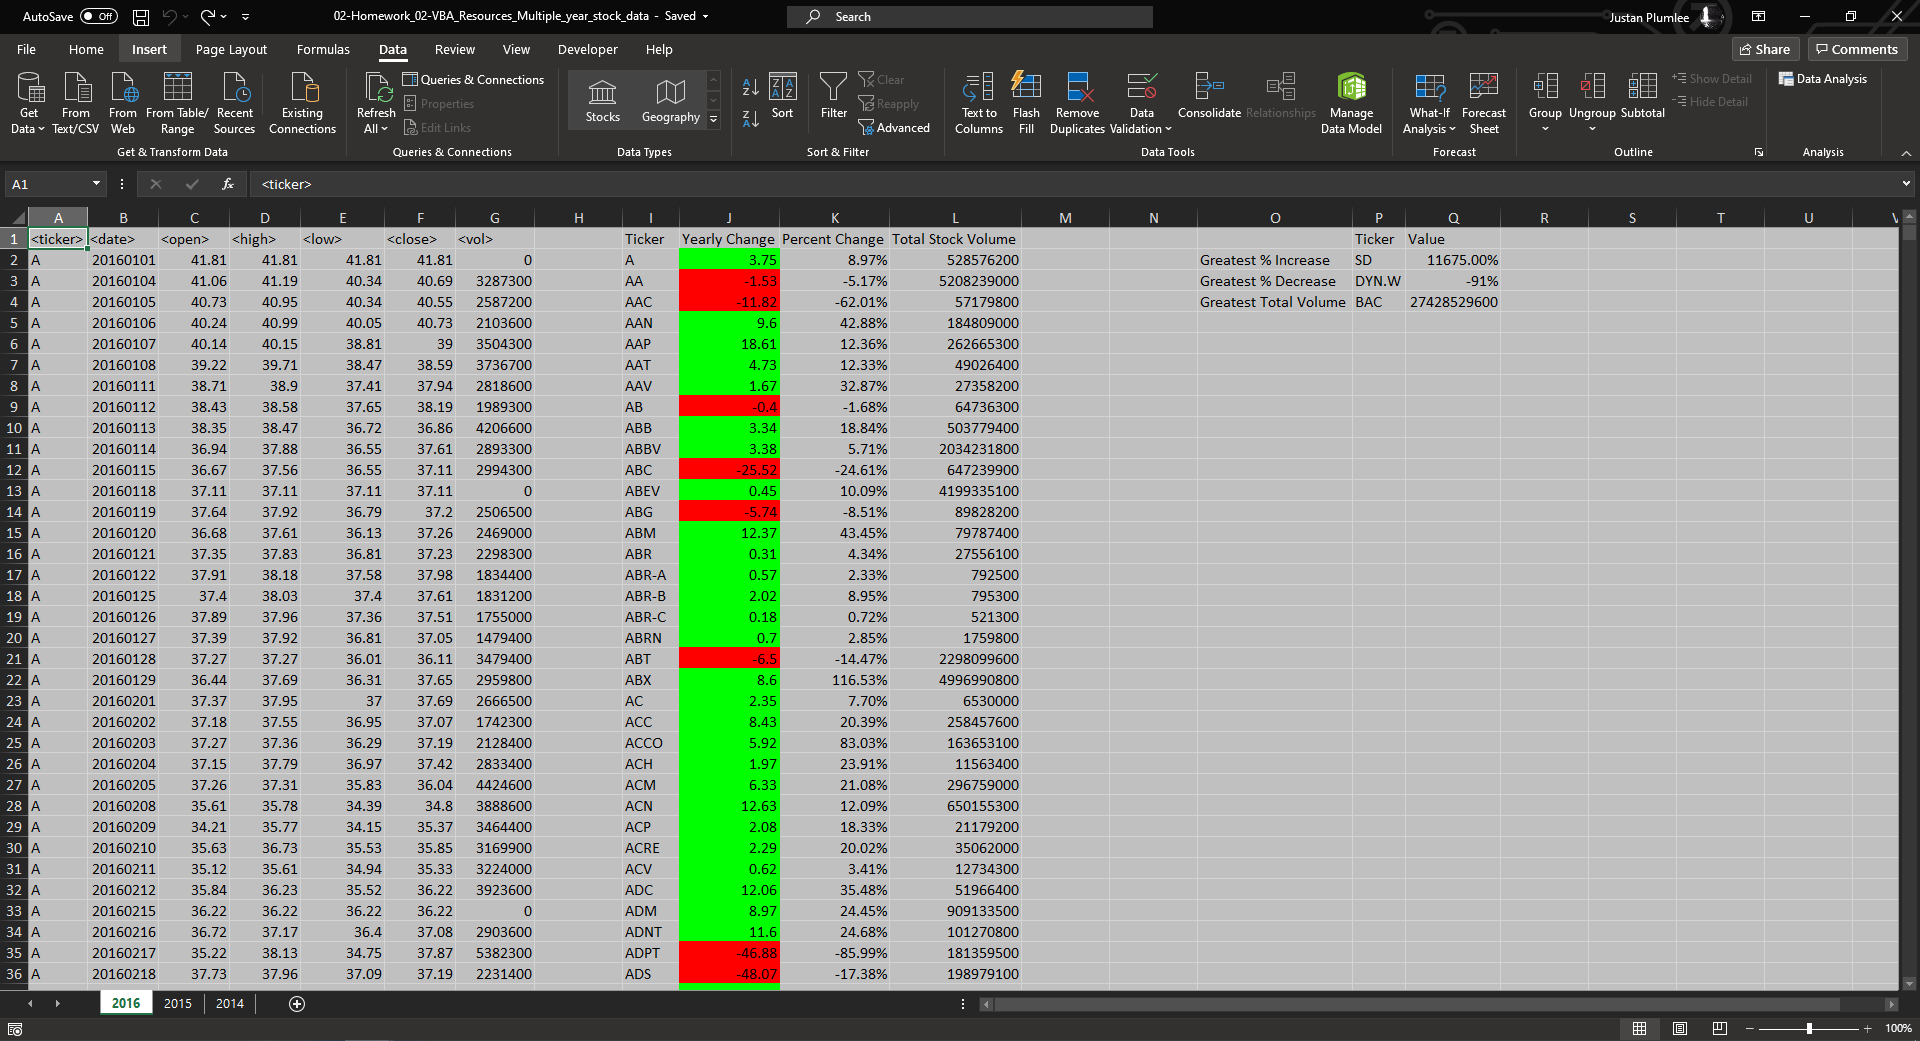 AutoSave Off 02-Homework_02-VBA_Resources_Multiple_year_stock_data - Saved Search Justan Plumlee
File Home Insert Page Layout Formulas Data Review View Developer Help Share Comments
Get Data From Text/CSV From Web From Table/ Range Recent Sources Existing Connections Refresh All Queries & Connections Properties Edit Links Stocks Geography Sort Filter Clear Reapply Advanced Text to Columns Flash Fill Remove Duplicates Data Validation Consolidate Relationships Manage Data Model What-If Analysis Forecast Sheet Group Ungroup Subtotal Show Detail Hide Detail Data Analysis
Get & Transform Data Queries & Connections Data Types Sort & Filter Data Tools Forecast Outline Analysis
A1 fx <ticker>
A B C D E F G H I J K L M N O P Q R S T U V
1 <ticker> <date> <open> <high> <low> <close> <vol> Ticker Yearly Change Percent Change Total Stock Volume Ticker Value
2 A 20160101 41.81 41.81 41.81 41.81 0 A 3.75 8.97% 528576200 Greatest % Increase SD 11675.00%
3 A 20160104 41.06 41.19 40.34 40.69 3287300 AA -1.53 -5.17% 5208239000 Greatest % Decrease DYN.W -91%
4 A 20160105 40.73 40.95 40.34 40.55 2587200 AAC -11.82 -62.01% 57179800 Greatest Total Volume BAC 27428529600
5 A 20160106 40.24 40.99 40.05 40.73 2103600 AAN 9.6 42.88% 184809000
6 A 20160107 40.14 40.15 38.81 39 3504300 AAP 18.61 12.36% 262665300
7 A 20160108 39.22 39.71 38.47 38.59 3736700 AAT 4.73 12.33% 49026400
8 A 20160111 38.71 38.9 37.41 37.94 2818600 AAV 1.67 32.87% 27358200
9 A 20160112 38.43 38.58 37.65 38.19 1989300 AB -0.4 -1.68% 64736300
10 A 20160113 38.35 38.47 36.72 36.86 4206600 ABB 3.34 18.84% 503779400
11 A 20160114 36.94 37.88 36.55 37.61 2893300 ABBV 3.38 5.71% 2034231800
12 A 20160115 36.67 37.56 36.55 37.11 2994300 ABC -25.52 -24.61% 647239900
13 A 20160118 37.11 37.11 37.11 37.11 0 ABEV 0.45 10.09% 4199335100
14 A 20160119 37.64 37.92 36.79 37.2 2506500 ABG -5.74 -8.51% 89828200
15 A 20160120 36.68 37.61 36.13 37.26 2469000 ABM 12.37 43.45% 79787400
16 A 20160121 37.35 37.83 36.81 37.23 2298300 ABR 0.31 4.34% 27556100
17 A 20160122 37.91 38.18 37.58 37.98 1834400 ABR-A 0.57 2.33% 792500
18 A 20160125 37.4 38.03 37.4 37.61 1831200 ABR-B 2.02 8.95% 795300
19 A 20160126 37.89 37.96 37.36 37.51 1755000 ABR-C 0.18 0.72% 521300
20 A 20160127 37.39 37.92 36.81 37.05 1479400 ABRN 0.7 2.85% 1759800
21 A 20160128 37.27 37.27 36.01 36.11 3479400 ABT -6.5 -14.47% 2298099600
22 A 20160129 36.44 37.69 36.31 37.65 2959800 ABX 8.6 116.53% 4996990800
23 A 20160201 37.37 37.95 37 37.69 2666500 AC 2.35 7.70% 6530000
24 A 20160202 37.18 37.55 36.95 37.07 1742300 ACC 8.43 20.39% 258457600
25 A 20160203 37.27 37.36 36.29 37.19 2128400 ACCO 5.92 83.03% 163653100
26 A 20160204 37.15 37.79 36.97 37.42 2833400 ACH 1.97 23.91% 11563400
27 A 20160205 37.26 37.31 35.83 36.04 4424600 ACM 6.33 21.08% 296759000
28 A 20160208 35.61 35.78 34.39 34.8 3888600 ACN 12.63 12.09% 650155300
29 A 20160209 34.21 35.77 34.15 35.37 3464400 ACP 2.08 18.33% 21179200
30 A 20160210 35.63 36.73 35.53 35.85 3169900 ACRE 2.29 20.02% 35062000
31 A 20160211 35.12 35.61 34.94 35.33 3224000 ACV 0.62 3.41% 12734300
32 A 20160212 35.84 36.23 35.52 36.22 3923600 ADC 12.06 35.48% 51966400
33 A 20160215 36.22 36.22 36.22 36.22 0 ADM 8.97 24.45% 909133500
34 A 20160216 36.72 37.17 36.4 37.08 2903600 ADNT 11.6 24.68% 101270800
35 A 20160217 35.22 38.13 34.75 37.87 5382300 ADPT -46.88 -85.99% 181359500
36 A 20160218 37.73 37.96 37.09 37.19 2231400 ADS -48.07 -17.38% 198979100
2016 2015 2014
100%